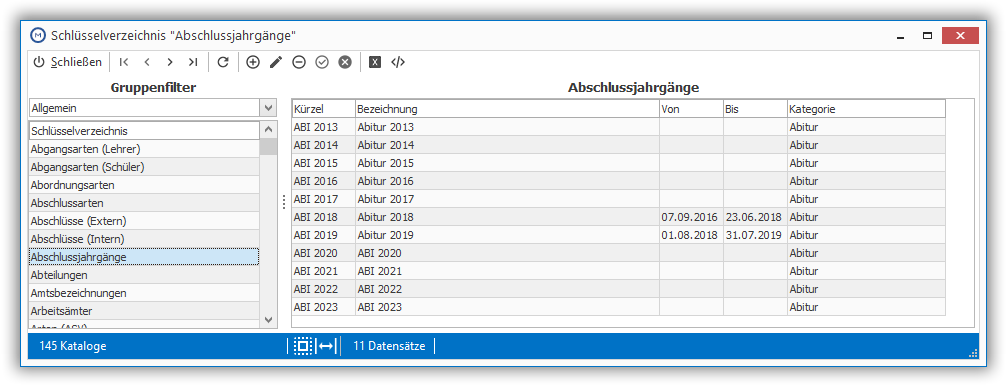 Schlüsselverzeichnis "Abschlussjahrgänge"
Schließen
Gruppenfilter
Allgemein
Schlüsselverzeichnis
Abgangsarten (Lehrer)
Abgangsarten (Schüler)
Abordnungsarten
Abschlussarten
Abschlüsse (Extern)
Abschlüsse (Intern)
Abschlussjahrgänge
Abteilungen
Amtsbezeichnungen
Arbeitsämter
Abschlussjahrgänge
Kürzel Bezeichnung Von Bis Kategorie
ABI 2013 Abitur 2013 Abitur
ABI 2014 Abitur 2014 Abitur
ABI 2015 Abitur 2015 Abitur
ABI 2016 Abitur 2016 Abitur
ABI 2017 Abitur 2017 Abitur
ABI 2018 Abitur 2018 07.09.2016 23.06.2018 Abitur
ABI 2019 Abitur 2019 01.08.2018 31.07.2019 Abitur
ABI 2020 ABI 2020 Abitur
ABI 2021 ABI 2021 Abitur
ABI 2022 ABI 2022 Abitur
ABI 2023 ABI 2023 Abitur
145 Kataloge
11 Datensätze